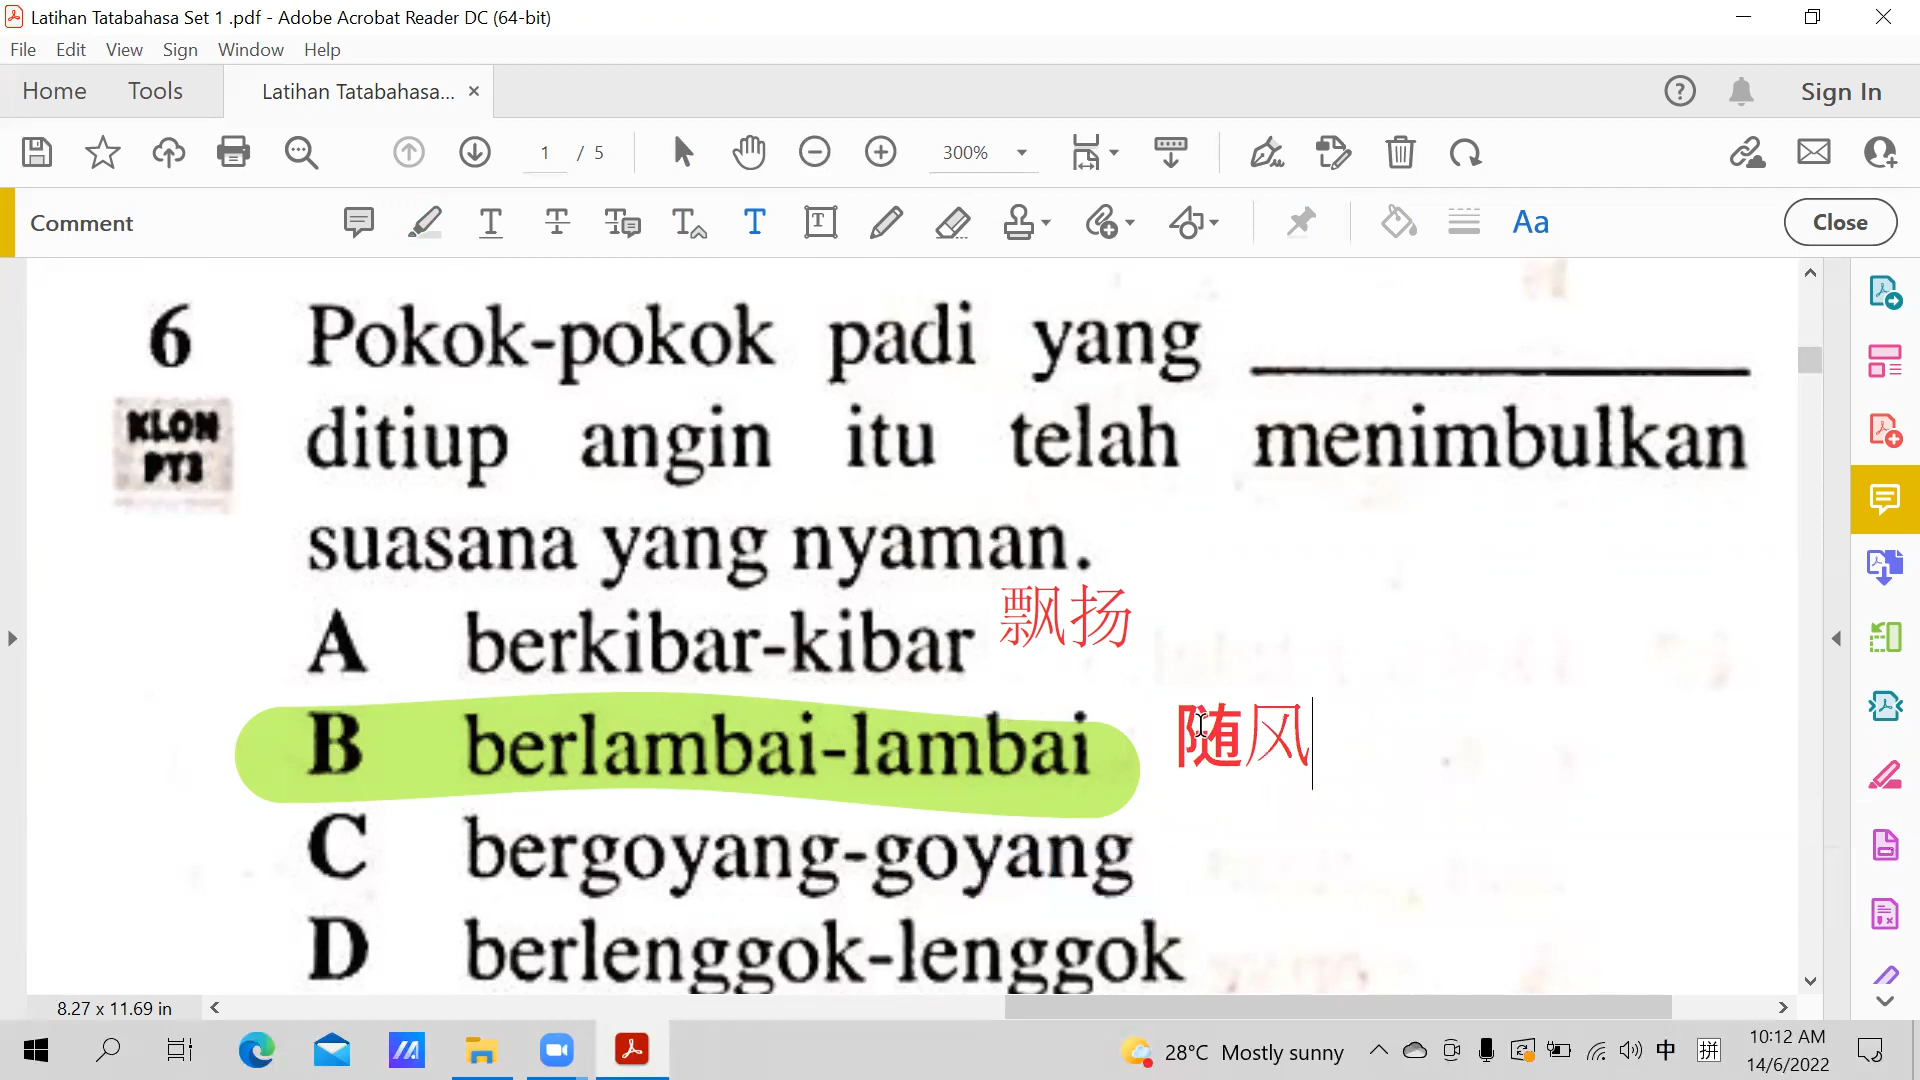 Latihan Tatabahasa Set 1 .pdf - Adobe Acrobat Reader DC (64-bit)
File Edit View Sign Window Help
Home Tools Latihan Tatabahasa... × Sign In
1 / 5 300%
Comment Aa Close
6 Pokok-pokok padi yang ____________
KLON
PT3
ditiup angin itu telah menimbulkan
suasana yang nyaman.
A berkibar-kibar 飘扬
B berlambai-lambai 随风
C bergoyang-goyang
D berlenggok-lenggok
8.27 x 11.69 in
28°C Mostly sunny 中 拼 10:12 AM
14/6/2022